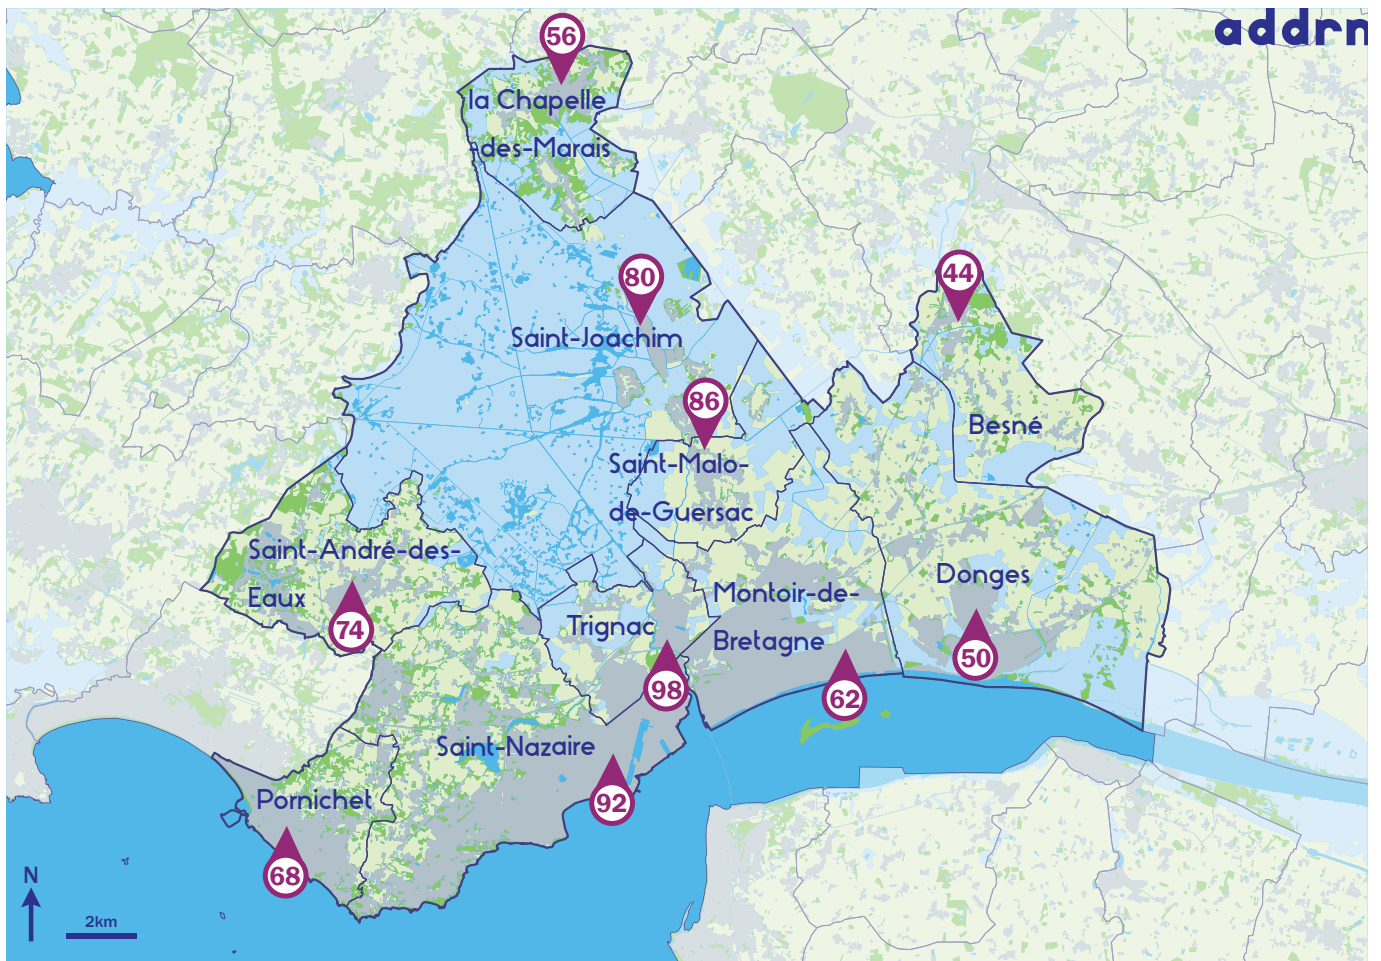 addrn
56
la Chapelle
-des-Marais
80
Saint-Joachim
44
86
Besné
Saint-Malo-
de-Guersac
Saint-André-des-
Eaux
74
Donges
50
Montoir-de-
Bretagne
Trignac
98
62
Saint-Nazaire
92
Pornichet
68
N
2km